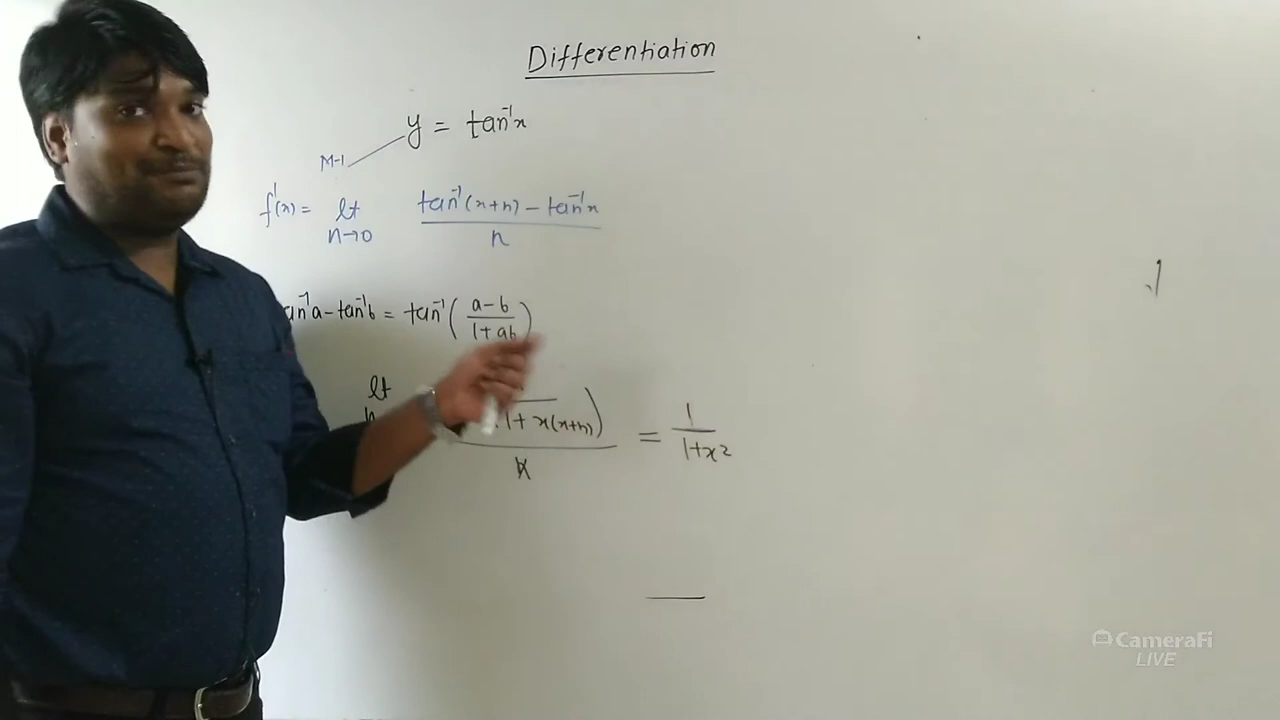 Differentiation
y = tan⁻¹x
M-1
f'(x) = lt h→0 tan⁻¹(x+h) - tan⁻¹x / h
an⁻¹a - tan⁻¹b = tan⁻¹(a-b / 1+ab)
lt 1+x(x+h)) / h = 1 / 1+x²
CameraFi
LIVE